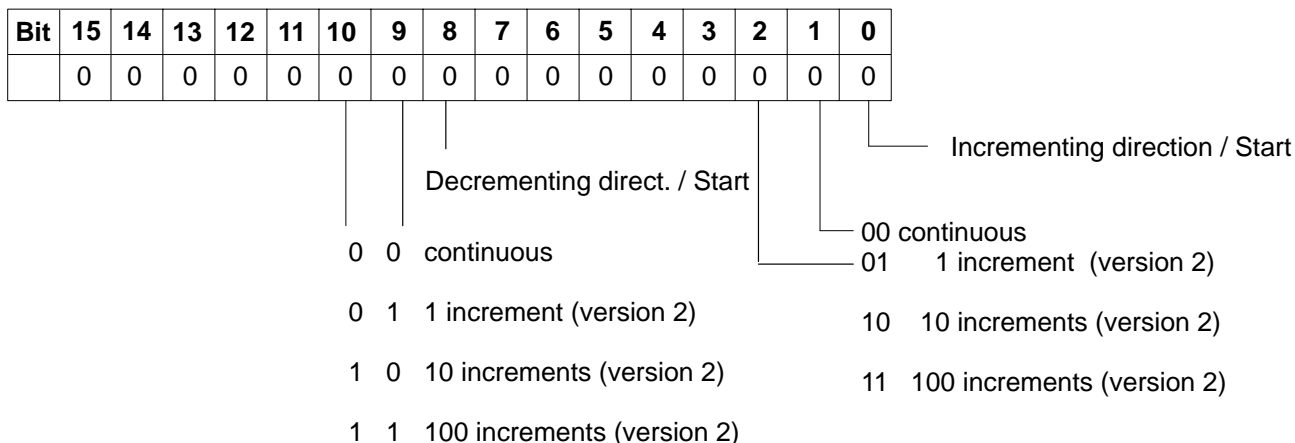 Bit 15 14 13 12 11 10 9 8 7 6 5 4 3 2 1 0
0 0 0 0 0 0 0 0 0 0 0 0 0 0 0 0
Incrementing direction / Start
Decrementing direct. / Start
00 continuous
01 1 increment (version 2)
10 10 increments (version 2)
11 100 increments (version 2)
0 0 continuous
0 1 1 increment (version 2)
1 0 10 increments (version 2)
1 1 100 increments (version 2)